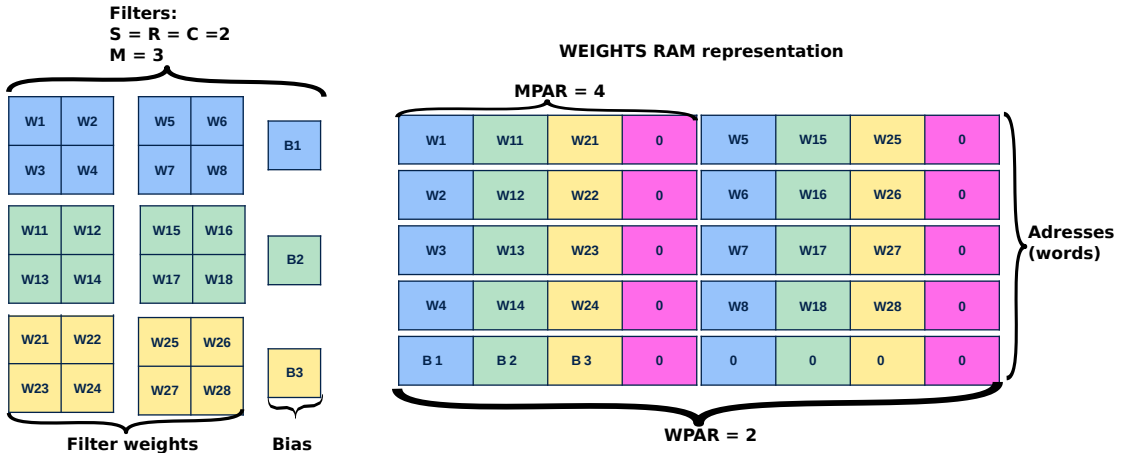 Filters:
S = R = C =2
M = 3
W1 W2
W3 W4
W5 W6
W7 W8
B1
W11 W12
W13 W14
W15 W16
W17 W18
B2
W21 W22
W23 W24
W25 W26
W27 W28
B3
Filter weights
Bias
WEIGHTS RAM representation
MPAR = 4
W1 W11 W21 0 W5 W15 W25 0
W2 W12 W22 0 W6 W16 W26 0
W3 W13 W23 0 W7 W17 W27 0
W4 W14 W24 0 W8 W18 W28 0
B 1 B 2 B 3 0 0 0 0 0
Adresses
(words)
WPAR = 2